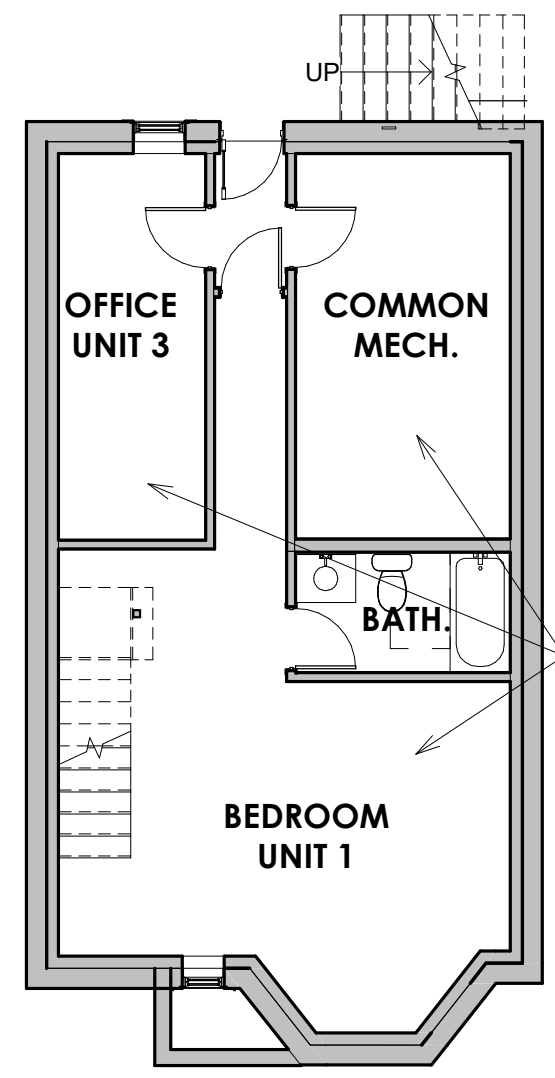 UP
OFFICE
UNIT 3
COMMON
MECH.
BATH.
BEDROOM
UNIT 1